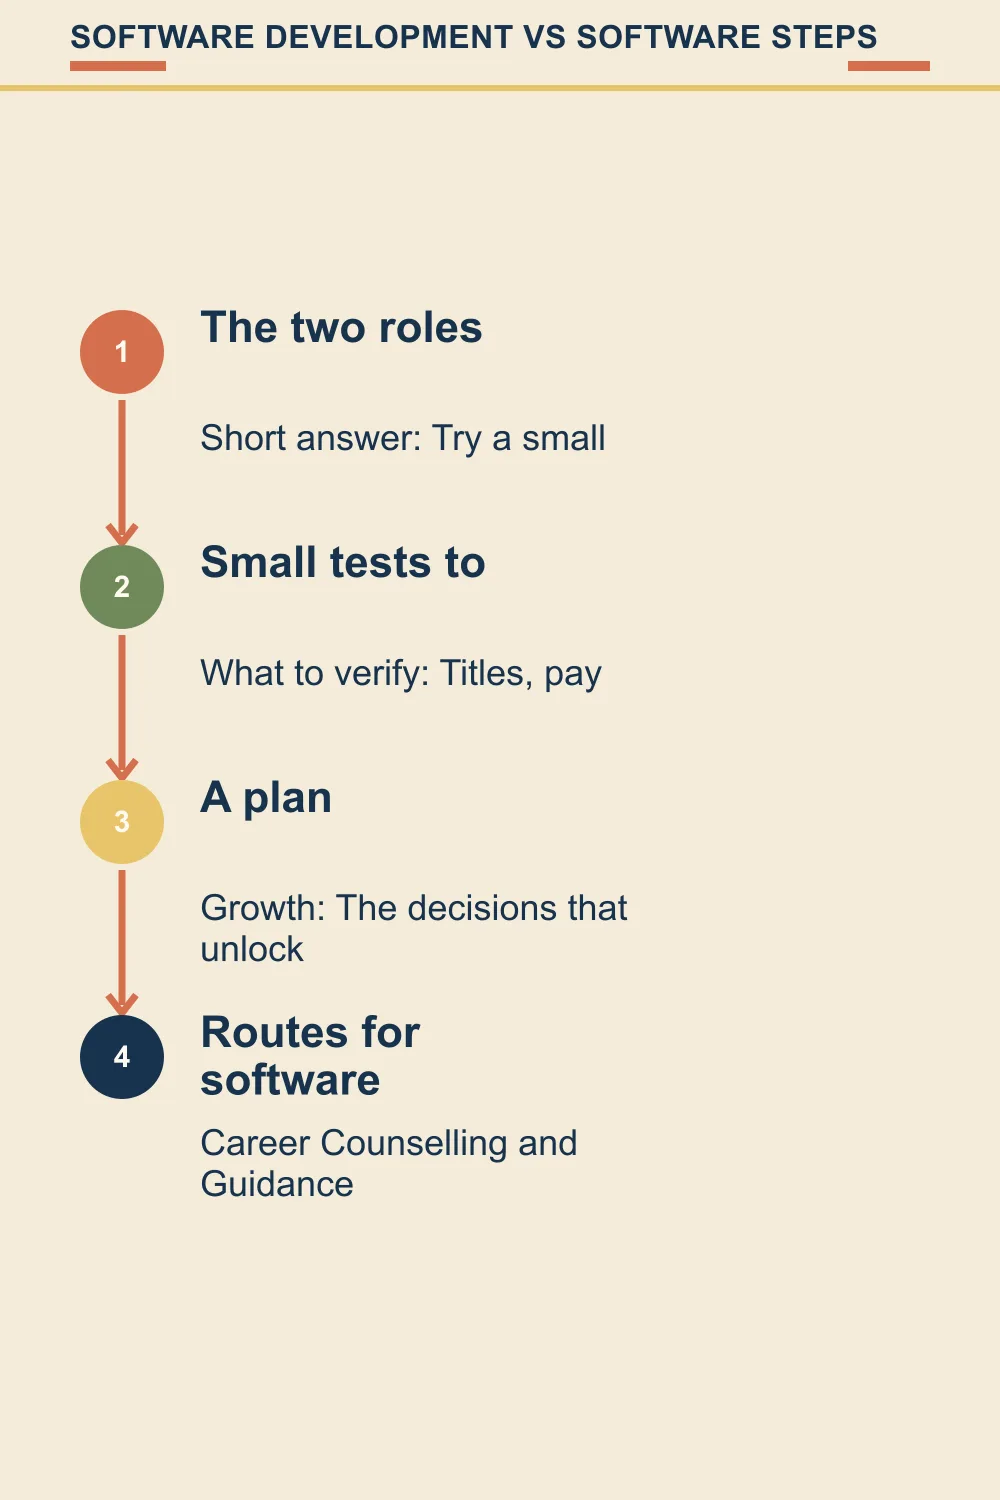 SOFTWARE DEVELOPMENT VS SOFTWARE STEPS
1
The two roles
Short answer: Try a small
2
Small tests to
What to verify: Titles, pay
3
A plan
Growth: The decisions that
unlock
4
Routes for
software
Career Counselling and
Guidance